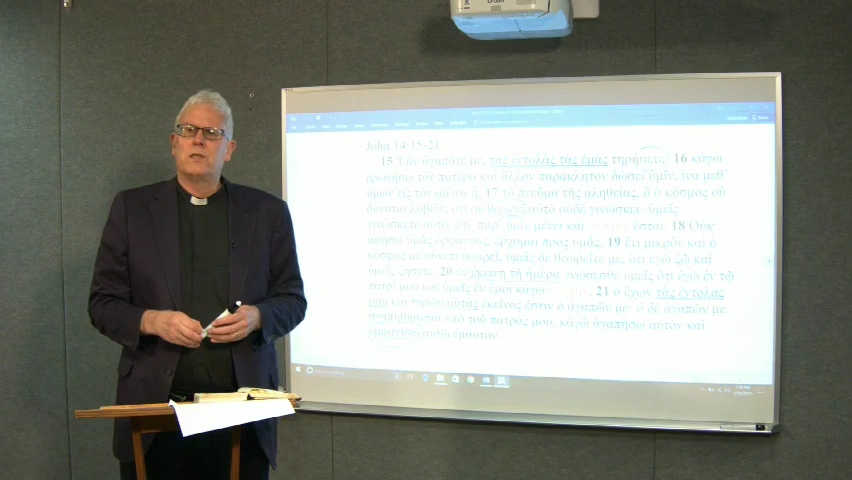 John 14:15-21
15 Ἐὰν ἀγαπᾶτέ με, τὰς ἐντολὰς τὰς ἐμὰς τηρήσετε· 16 κἀγὼ
ἐρωτήσω τὸν πατέρα καὶ ἄλλον παράκλητον δώσει ὑμῖν, ἵνα μεθ’
ὑμῶν εἰς τὸν αἰῶνα ᾖ, 17 τὸ πνεῦμα τῆς ἀληθείας, ὃ ὁ κόσμος οὐ
δύναται λαβεῖν, ὅτι οὐ θεωρεῖ αὐτὸ οὐδὲ γινώσκει· ὑμεῖς
γινώσκετε αὐτό, ὅτι παρ’ ὑμῖν μένει καὶ ἔσται. 18 Οὐκ
ἀφήσω ὑμᾶς ὀρφανούς, ἔρχομαι πρὸς ὑμᾶς. 19 ἔτι μικρὸν καὶ ὁ
κόσμος με οὐκέτι θεωρεῖ, ὑμεῖς δὲ θεωρεῖτέ με, ὅτι ἐγὼ ζῶ καὶ
ὑμεῖς ζήσετε. 20 ἐν ἐκείνῃ τῇ ἡμέρᾳ γνώσεσθε ὑμεῖς ὅτι ἐγὼ ἐν τῷ
πατρί μου καὶ ὑμεῖς ἐν ἐμοὶ κἀγὼ 21 ὁ ἔχων τὰς ἐντολάς
μου καὶ τηρῶν αὐτὰς ἐκεῖνός ἐστιν ὁ ἀγαπῶν με· ὁ δὲ ἀγαπῶν με
ἀγαπηθήσεται ὑπὸ τοῦ πατρός μου, κἀγὼ ἀγαπήσω αὐτὸν καὶ
ἐμφανίσω αὐτῷ ἐμαυτόν.